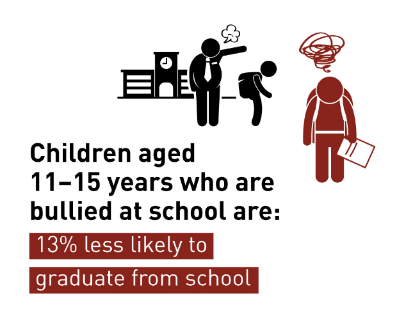 Children aged
11–15 years who are
bullied at school are:
13% less likely to
graduate from school